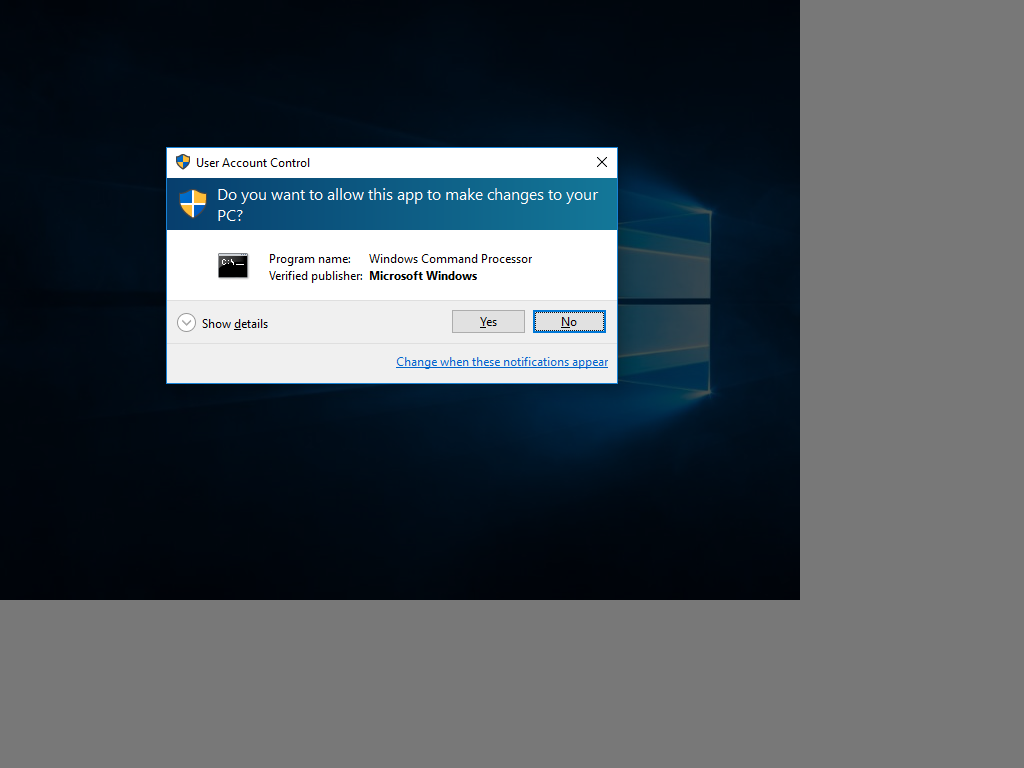 User Account Control
Do you want to allow this app to make changes to your
PC?
C:\_
Program name: Windows Command Processor
Verified publisher: Microsoft Windows
Show details
Yes
No
Change when these notifications appear